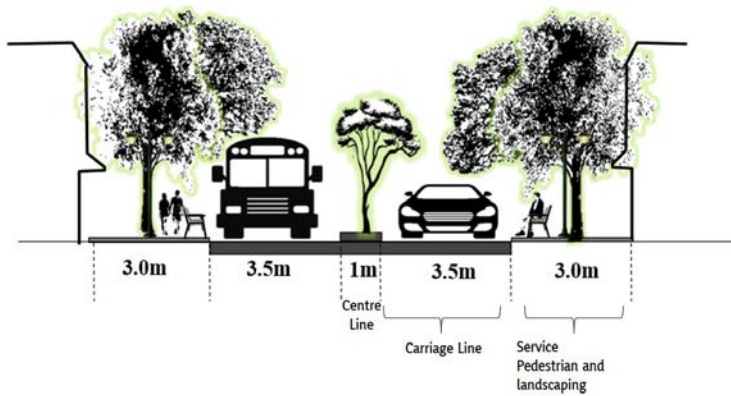 3.0m 3.5m 1m 3.5m 3.0m
Centre
Line
Carriage Line
Service
Pedestrian and
landscaping